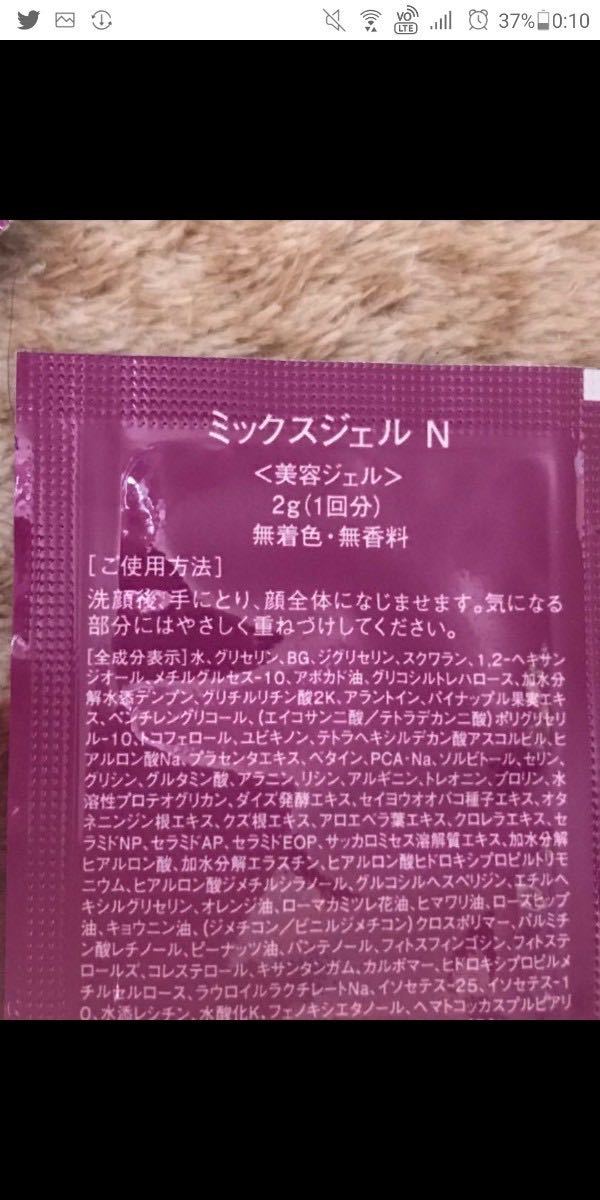 37% 0:10
ミックスジェル N
<美容ジェル>
2g(1回分)
無着色・無香料
[ご使用方法]
洗顔後、手にとり、顔全体になじませます。気になる
部分にはやさしく重ねづけしてください。
[全成分表示]水、グリセリン、BG、ジグリセリン、スクワラン、1,2-ヘキサン
ジオール、メチルグルセス-10、アボカド油、グリコシルトレハロース、加水分
解水添デンプン、グリチルリチン酸2K、アラントイン、パイナップル果実エキ
ス、ペンチレングリコール、(エイコサン二酸/テトラデカン二酸)ポリグリセリ
ル-10、トコフェロール、ユビキノン、テトラヘキシルデカン酸アスコルビル、ヒ
アルロン酸Na、プラセンタエキス、ベタイン、PCA-Na、ソルビトール、セリン、
グリシン、グルタミン酸、アラニン、リシン、アルギニン、トレオニン、プロリン、水
溶性プロテオグリカン、ダイズ発酵エキス、セイヨウオオバコ種子エキス、オタ
ネニンジン根エキス、クズ根エキス、アロエベラ葉エキス、クロレラエキス、セ
ラミドNP、セラミドAP、セラミドEOP、サッカロミセス溶解質エキス、加水分解
ヒアルロン酸、加水分解エラスチン、ヒアルロン酸ヒドロキシプロピルトリモ
ニウム、ヒアルロン酸ジメチルシラノール、グルコシルヘスペリジン、エチルヘ
キシルグリセリン、オレンジ油、ローマカミツレ花油、ヒマワリ油、ローズヒップ
油、キョウニン油、(ジメチコン/ビニルジメチコン)クロスポリマー、パルミチ
ン酸レチノール、ピーナッツ油、パンテノール、フィトスフィンゴシン、フィトステ
ロールズ、コレステロール、キサンタンガム、カルボマー、ヒドロキシプロピルメ
チルセルロース、ラウロイルラクチレートNa、イソセテス-25、イソセテス-1
0、水添レシチン、水酸化K、フェノキシエタノール、ヘマトコッカスプルビアリ